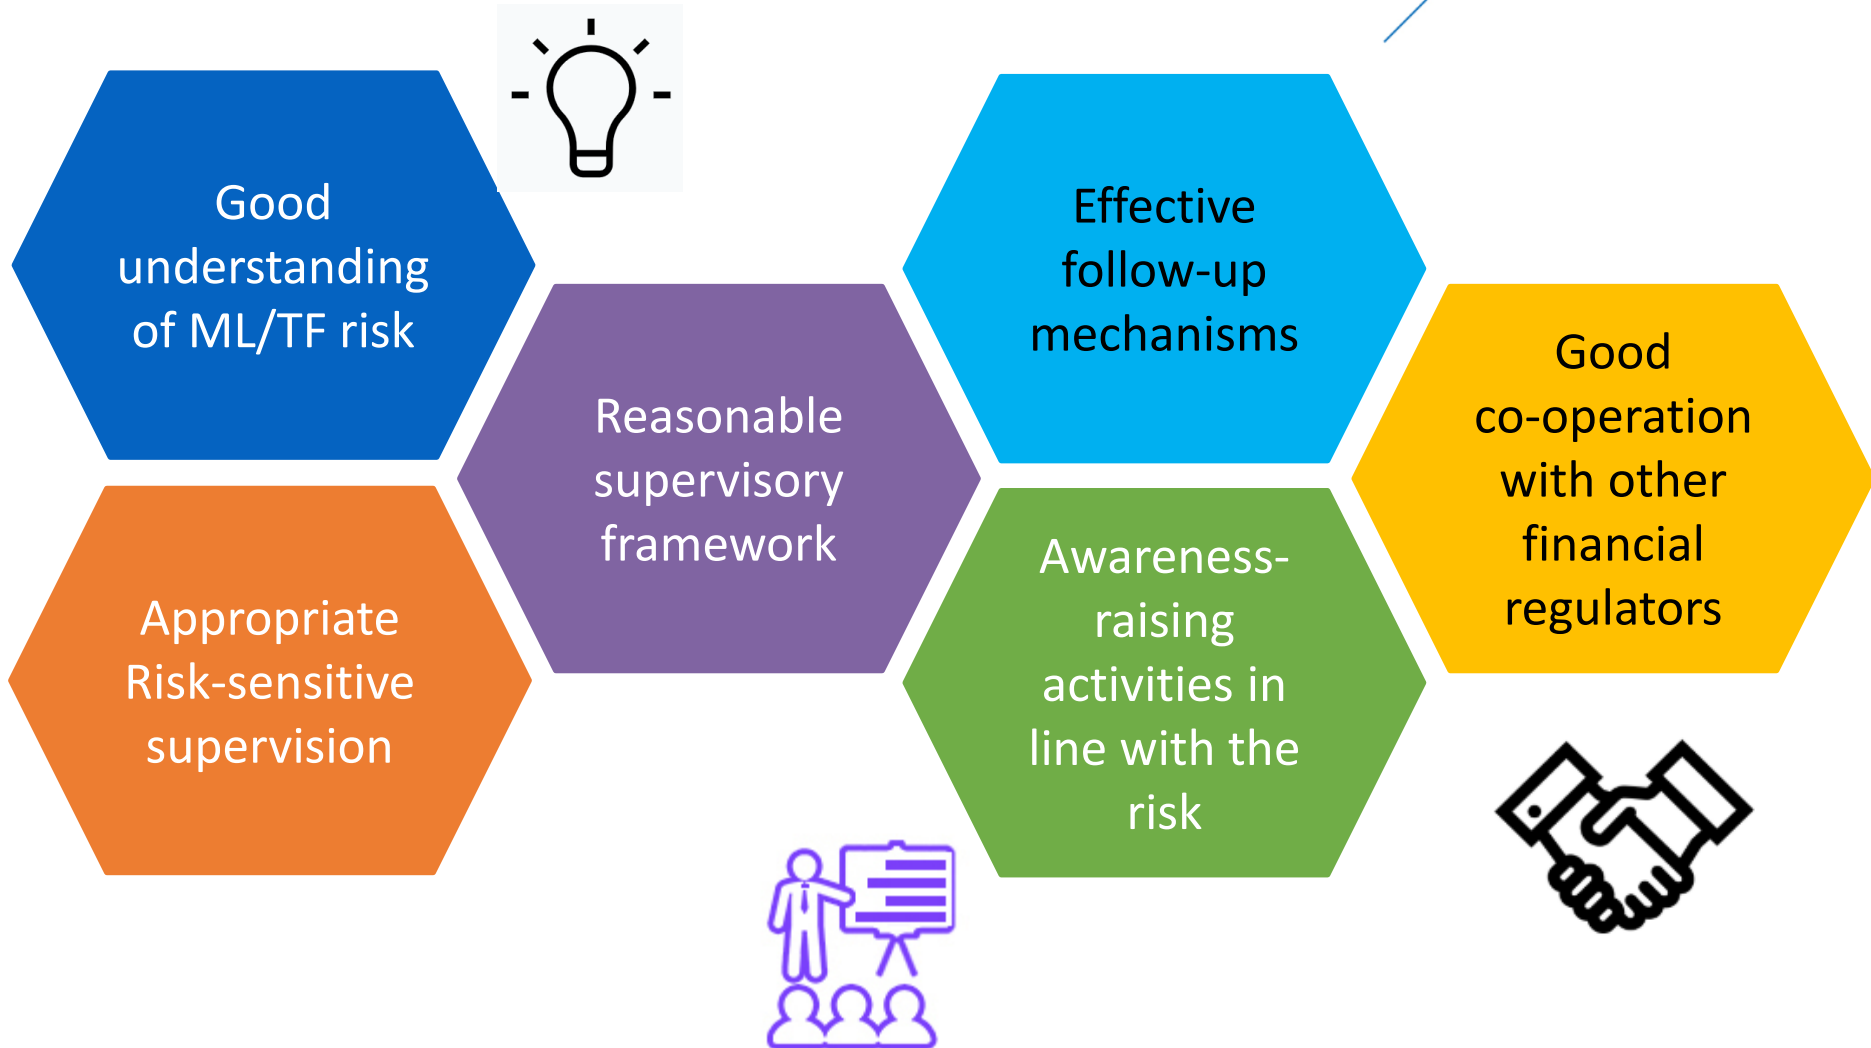 Good
understanding
of ML/TF risk
Appropriate
Risk-sensitive
supervision
Reasonable
supervisory
framework
Effective
follow-up
mechanisms
Awareness-
raising
activities in
line with the
risk
Good
co-operation
with other
financial
regulators